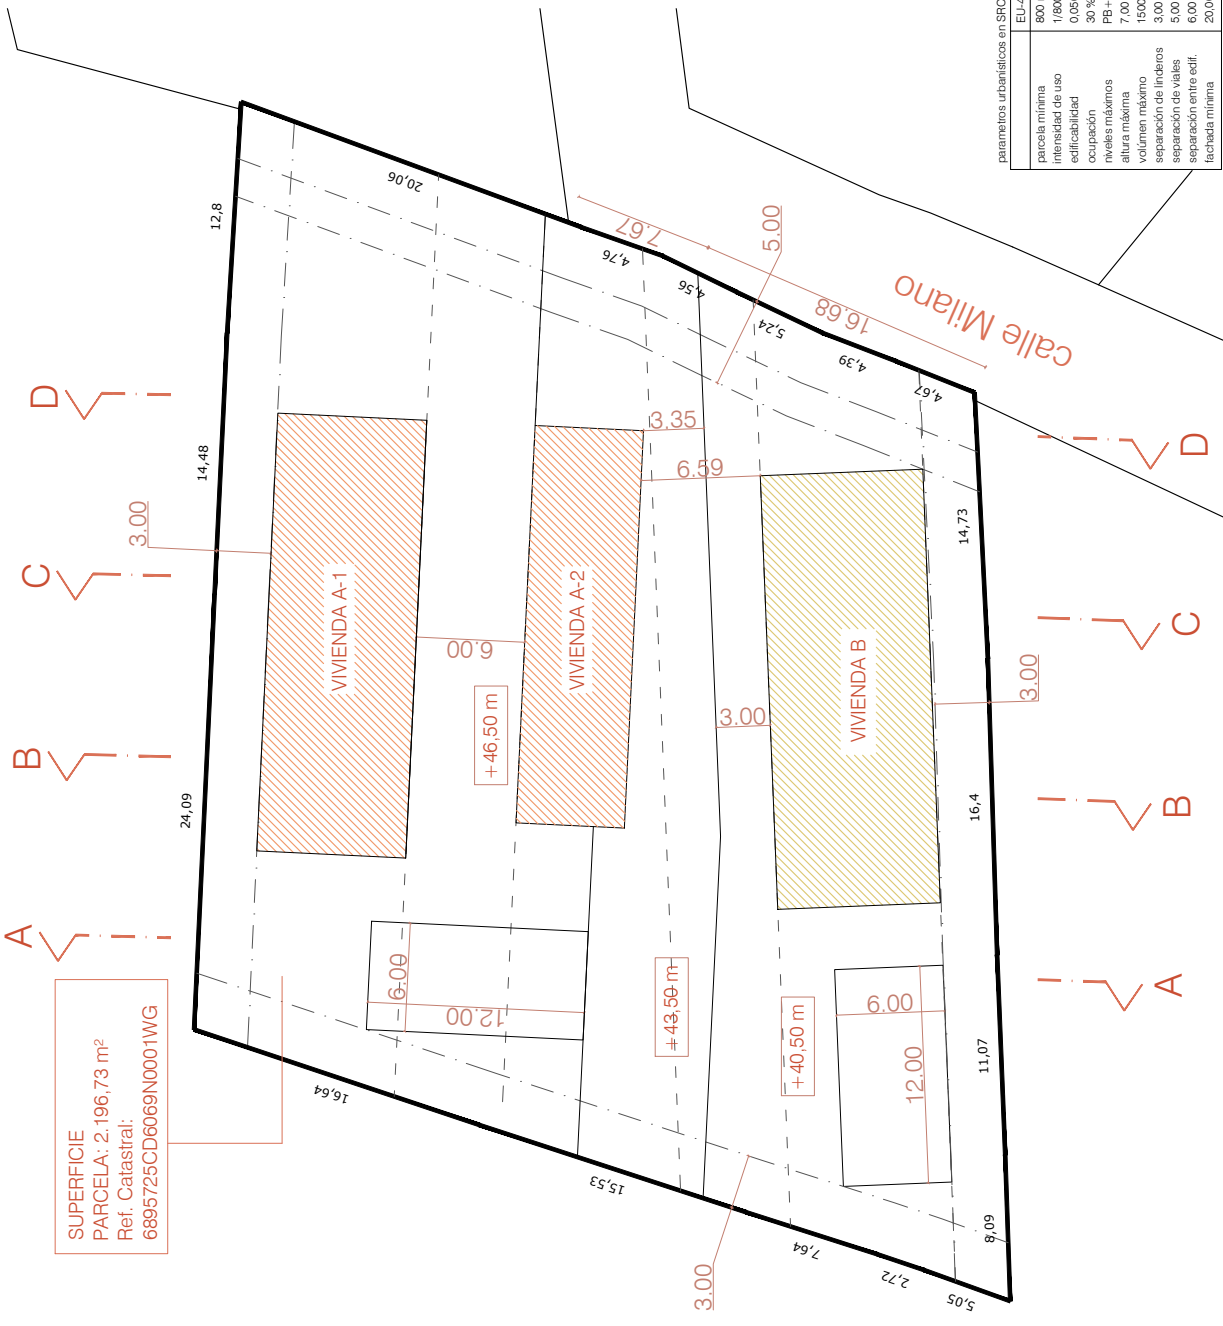 SUPERFICIE
PARCELA: 2.196,73 m²
Ref. Catastral:
6895725CD6069N0001WG
A
B
C
D
24,09
14,48
12,8
3.00
20,06
4,76
4,56
5,24
4,39
4,67
7.67
16.68
5.00
calle Milano
VIVIENDA A-1
6.00
+46,50 m
VIVIENDA A-2
3.35
6.59
6.00
12.00
+43,50 m
3.00
VIVIENDA B
+40,50 m
6.00
12.00
3.00
16,64
15,53
7,64
2,72
5,05
3.00
8,09
11,07
16,4
14,73
A
B
C
D
parametros urbanísticos en SRC
parcela mínima 800
intensidad de uso
edificabilidad
ocupación 30 %
niveles máximos PB+
altura máxima 7,00
volúmen máximo 1500
separación de linderos 3,00
separación de viales 5,00
separación entre edif. 6,00
fachada mínima